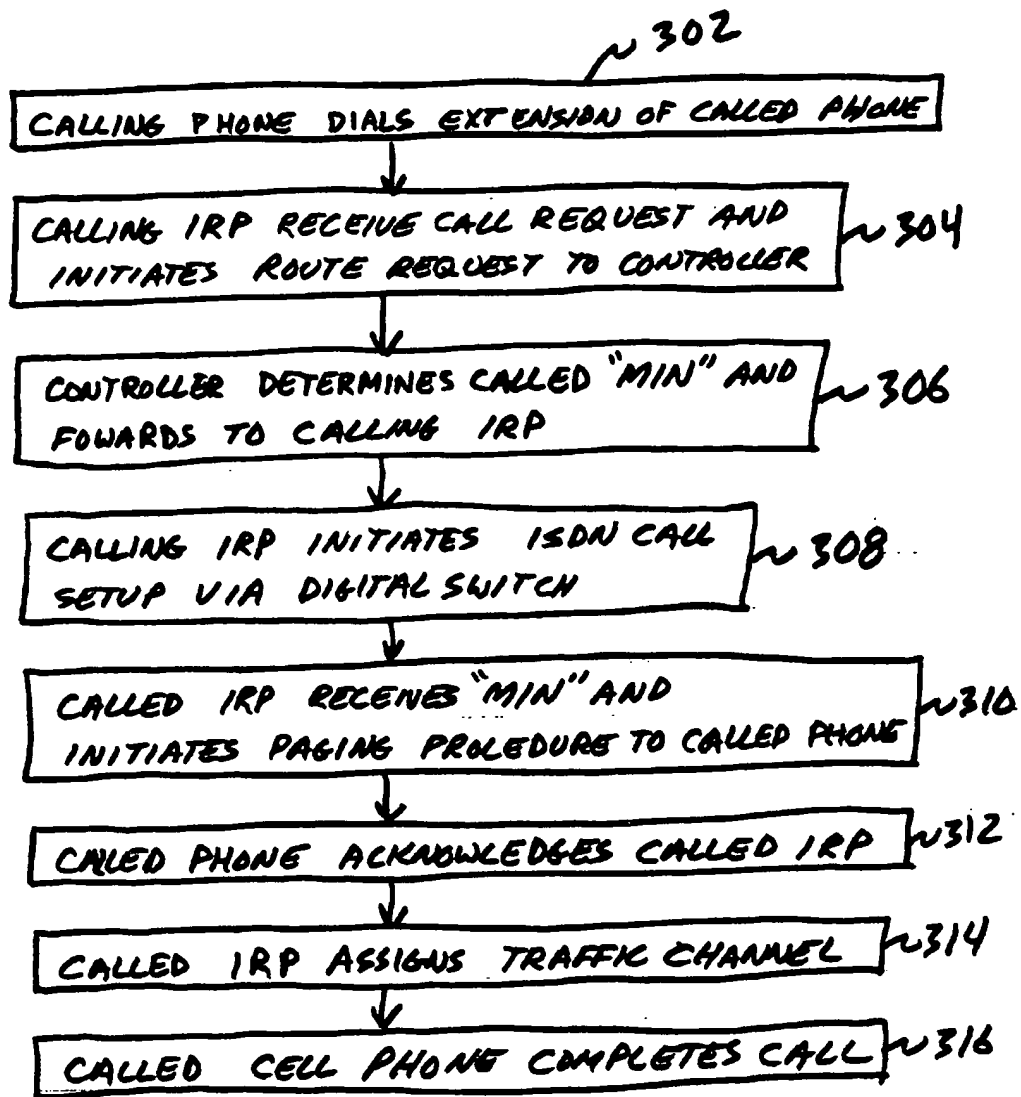 302
CALLING PHONE DIALS EXTENSION OF CALLED PHONE
CALLING IRP RECEIVE CALL REQUEST AND
INITIATES ROUTE REQUEST TO CONTROLLER
304
CONTROLLER DETERMINES CALLED "MIN" AND
FOWARDS TO CALLING IRP
306
CALLING IRP INITIATES ISDN CALL
SETUP VIA DIGITAL SWITCH
308
CALLED IRP RECEIVES "MIN" AND
INITIATES PAGING PROCEDURE TO CALLED PHONE
310
CALLED PHONE ACKNOWLEDGES CALLED IRP
312
CALLED IRP ASSIGNS TRAFFIC CHANNEL
314
CALLED CELL PHONE COMPLETES CALL
316